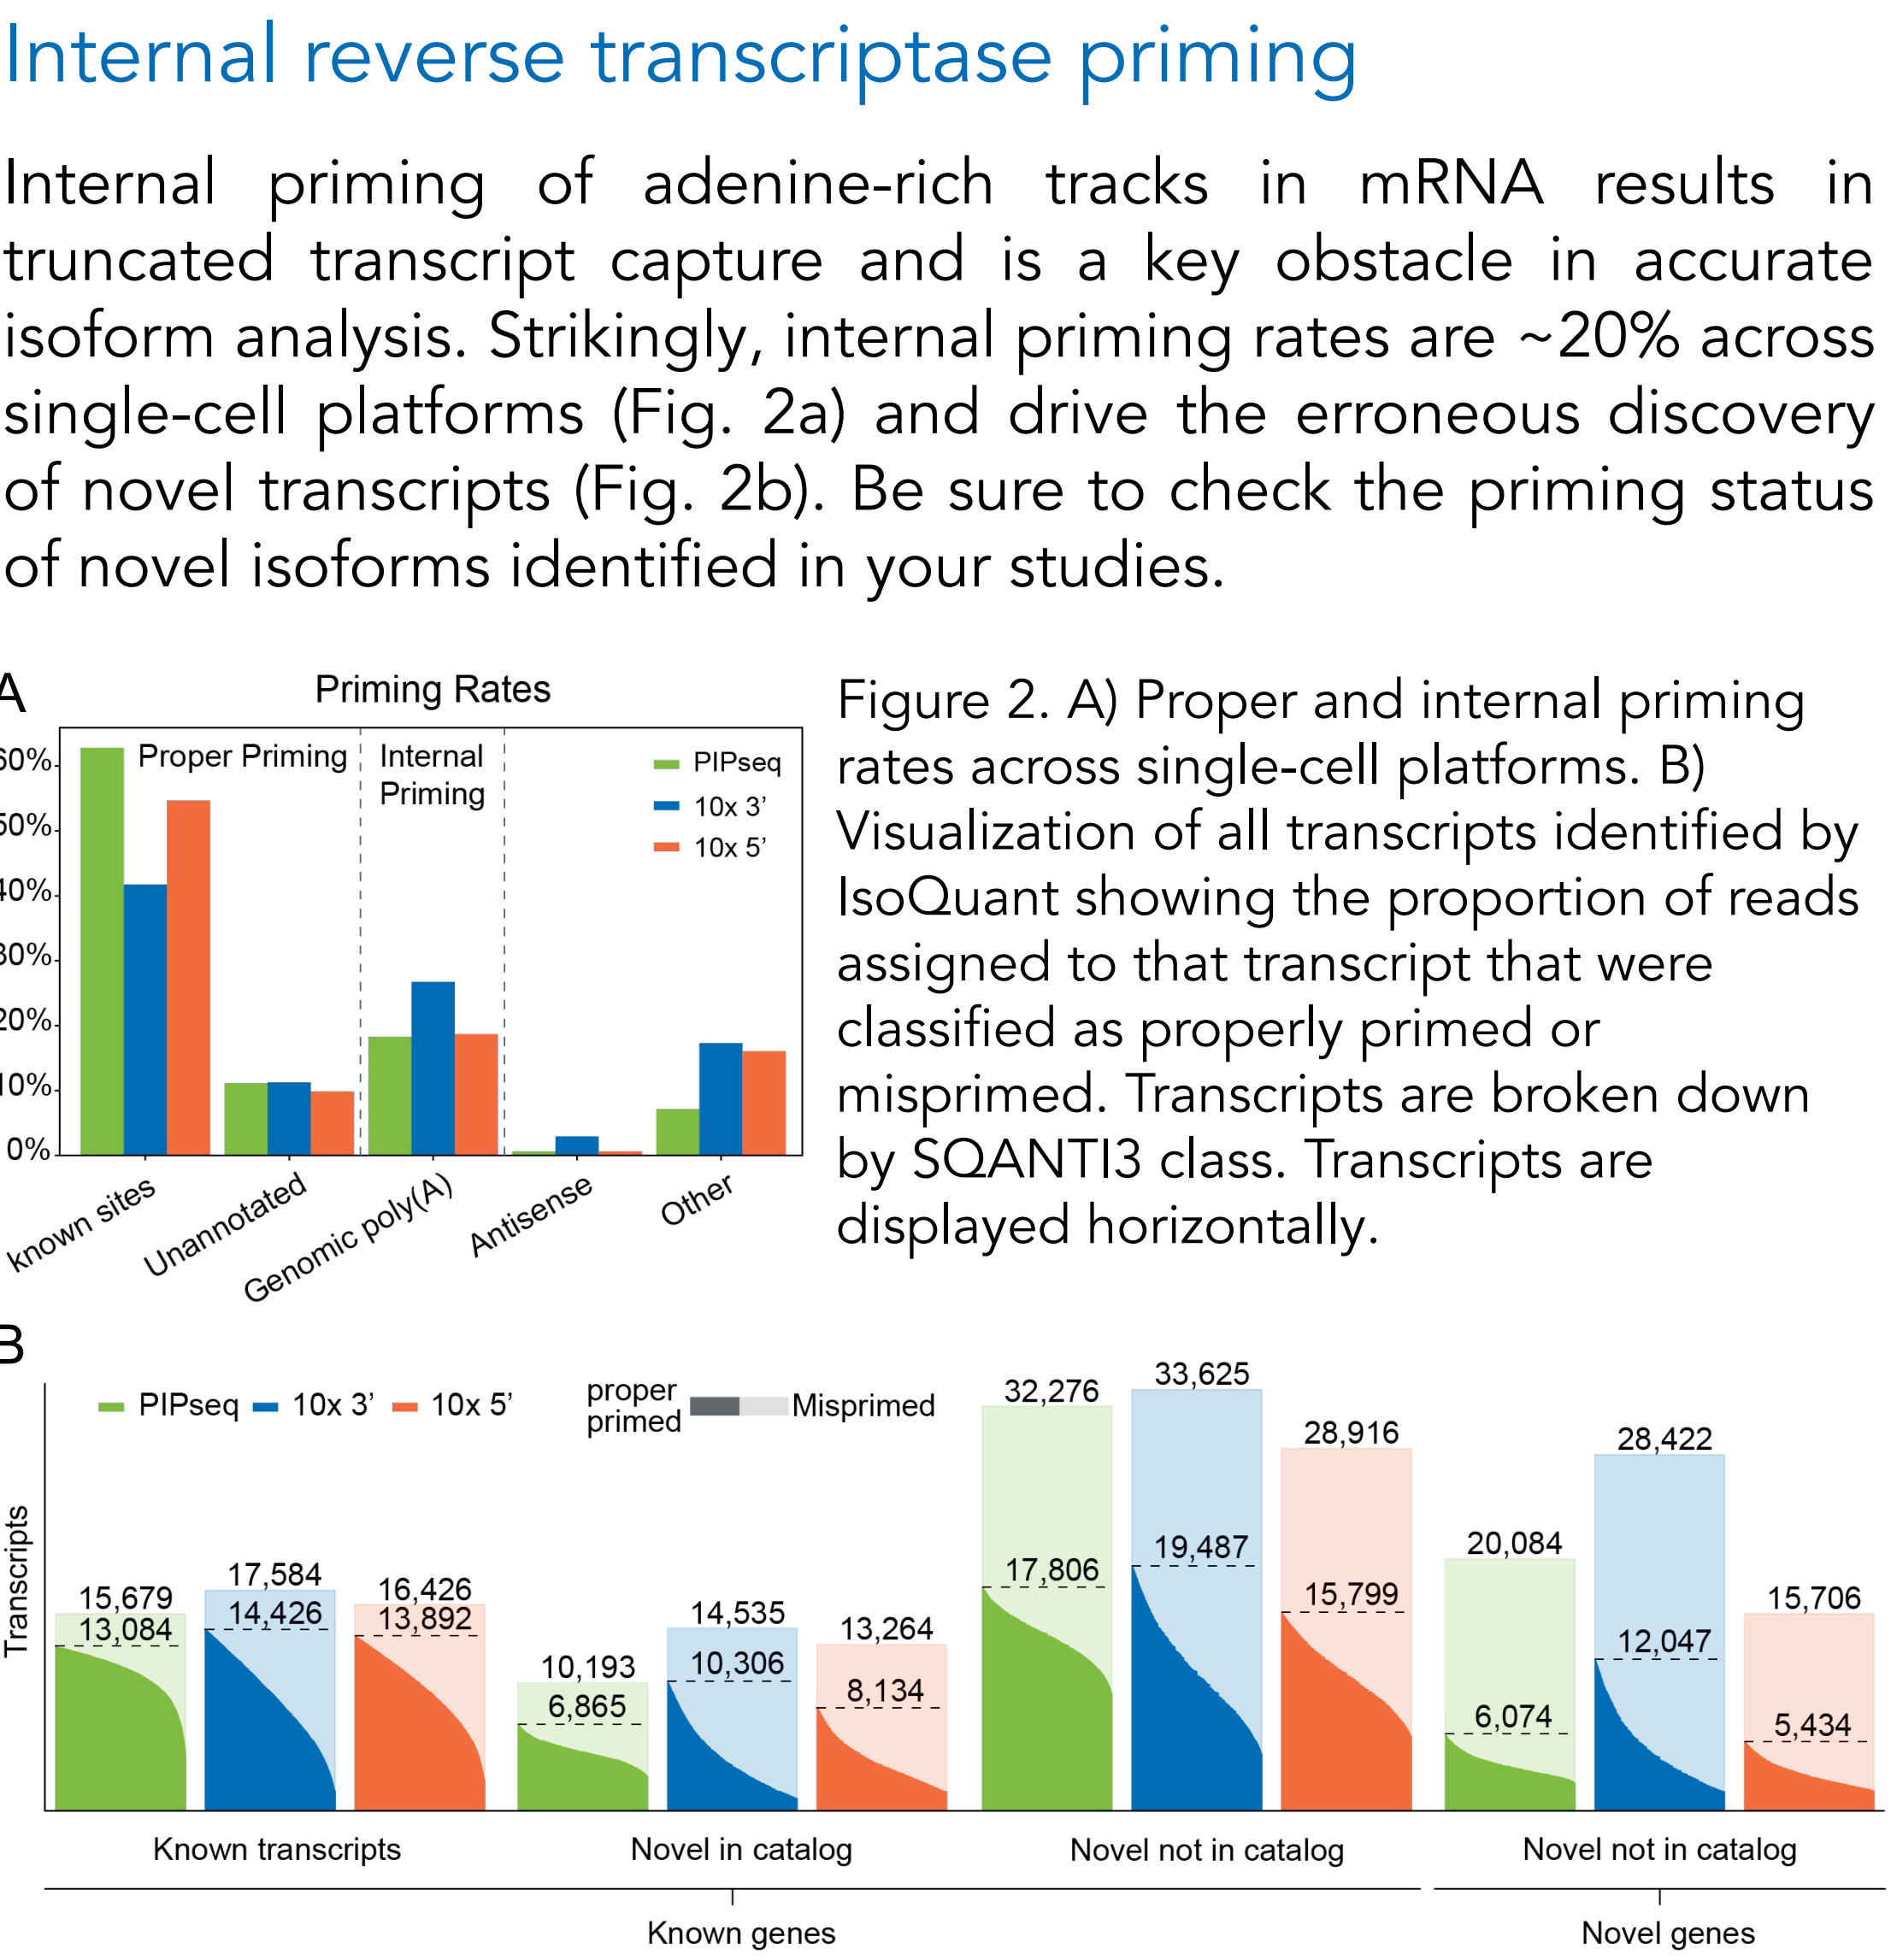 Internal reverse transcriptase priming
Internal priming of adenine-rich tracks in mRNA results in
truncated transcript capture and is a key obstacle in accurate
isoform analysis. Strikingly, internal priming rates are ~20% across
single-cell platforms (Fig. 2a) and drive the erroneous discovery
of novel transcripts (Fig. 2b). Be sure to check the priming status
of novel isoforms identified in your studies.
A
Priming Rates
Proper Priming
Internal
Priming
PIPseq
10x 3’
10x 5’
60%
50%
40%
30%
20%
10%
0%
known sites
Unannotated
Genomic poly(A)
Antisense
Other
Figure 2. A) Proper and internal priming
rates across single-cell platforms. B)
Visualization of all transcripts identified by
IsoQuant showing the proportion of reads
assigned to that transcript that were
classified as properly primed or
misprimed. Transcripts are broken down
by SQANTI3 class. Transcripts are
displayed horizontally.
B
PIPseq 10x 3’ 10x 5’
proper
primed
Misprimed
Transcripts
15,679
13,084
17,584
14,426
16,426
13,892
10,193
6,865
14,535
10,306
13,264
8,134
32,276
17,806
33,625
19,487
28,916
15,799
20,084
6,074
28,422
12,047
15,706
5,434
Known transcripts
Novel in catalog
Novel not in catalog
Novel not in catalog
Known genes
Novel genes